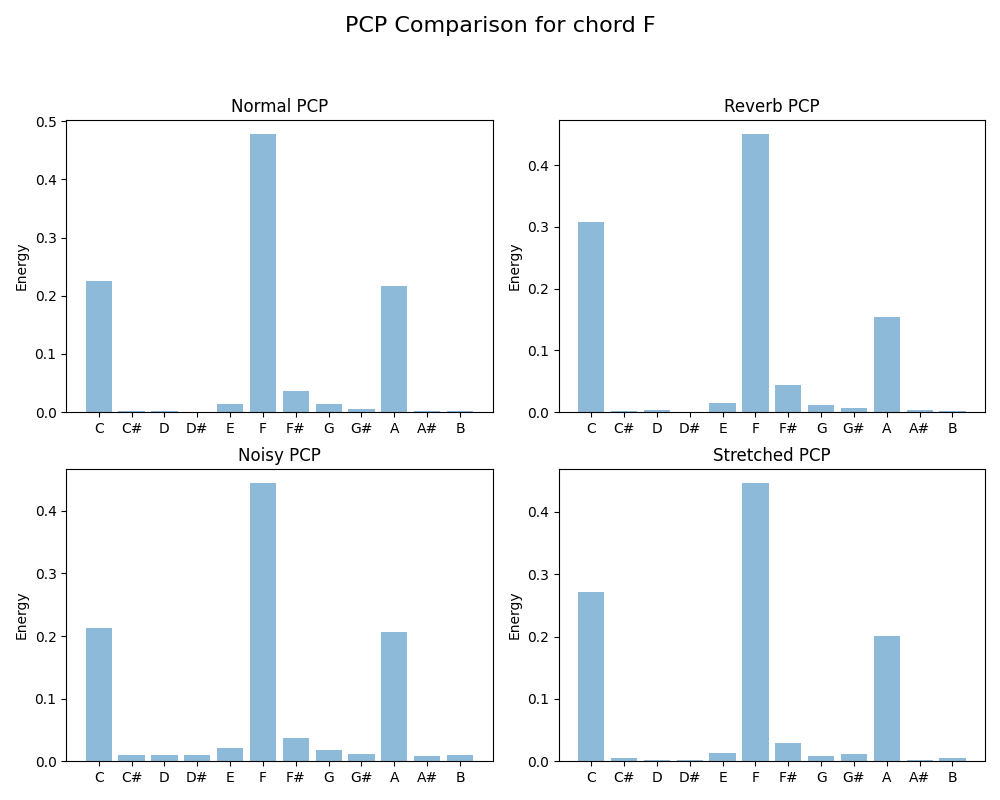 PCP Comparison for chord F
Normal PCP
Energy
0.5
0.4
0.3
0.2
0.1
0.0
C C# D D# E F F# G G# A A# B
Reverb PCP
Energy
0.4
0.3
0.2
0.1
0.0
C C# D D# E F F# G G# A A# B
Noisy PCP
Energy
0.4
0.3
0.2
0.1
0.0
C C# D D# E F F# G G# A A# B
Stretched PCP
Energy
0.4
0.3
0.2
0.1
0.0
C C# D D# E F F# G G# A A# B